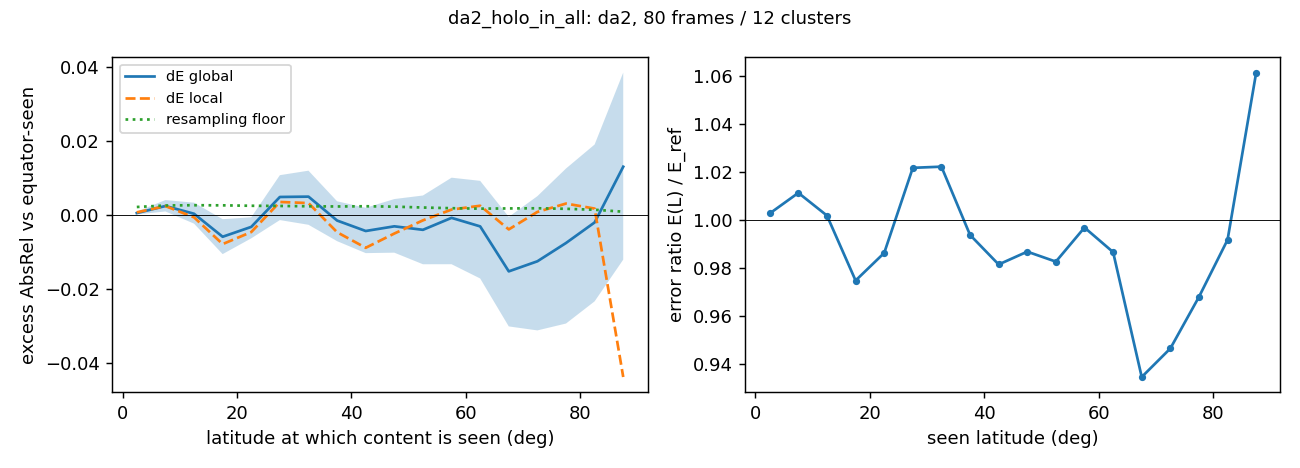 da2_holo_in_all: da2, 80 frames / 12 clusters
excess AbsRel vs equator-seen
0.04
0.02
0.00
−0.02
−0.04
dE global
dE local
resampling floor
0
20
40
60
80
latitude at which content is seen (deg)
error ratio E(L) / E_ref
1.06
1.04
1.02
1.00
0.98
0.96
0.94
0
20
40
60
80
seen latitude (deg)